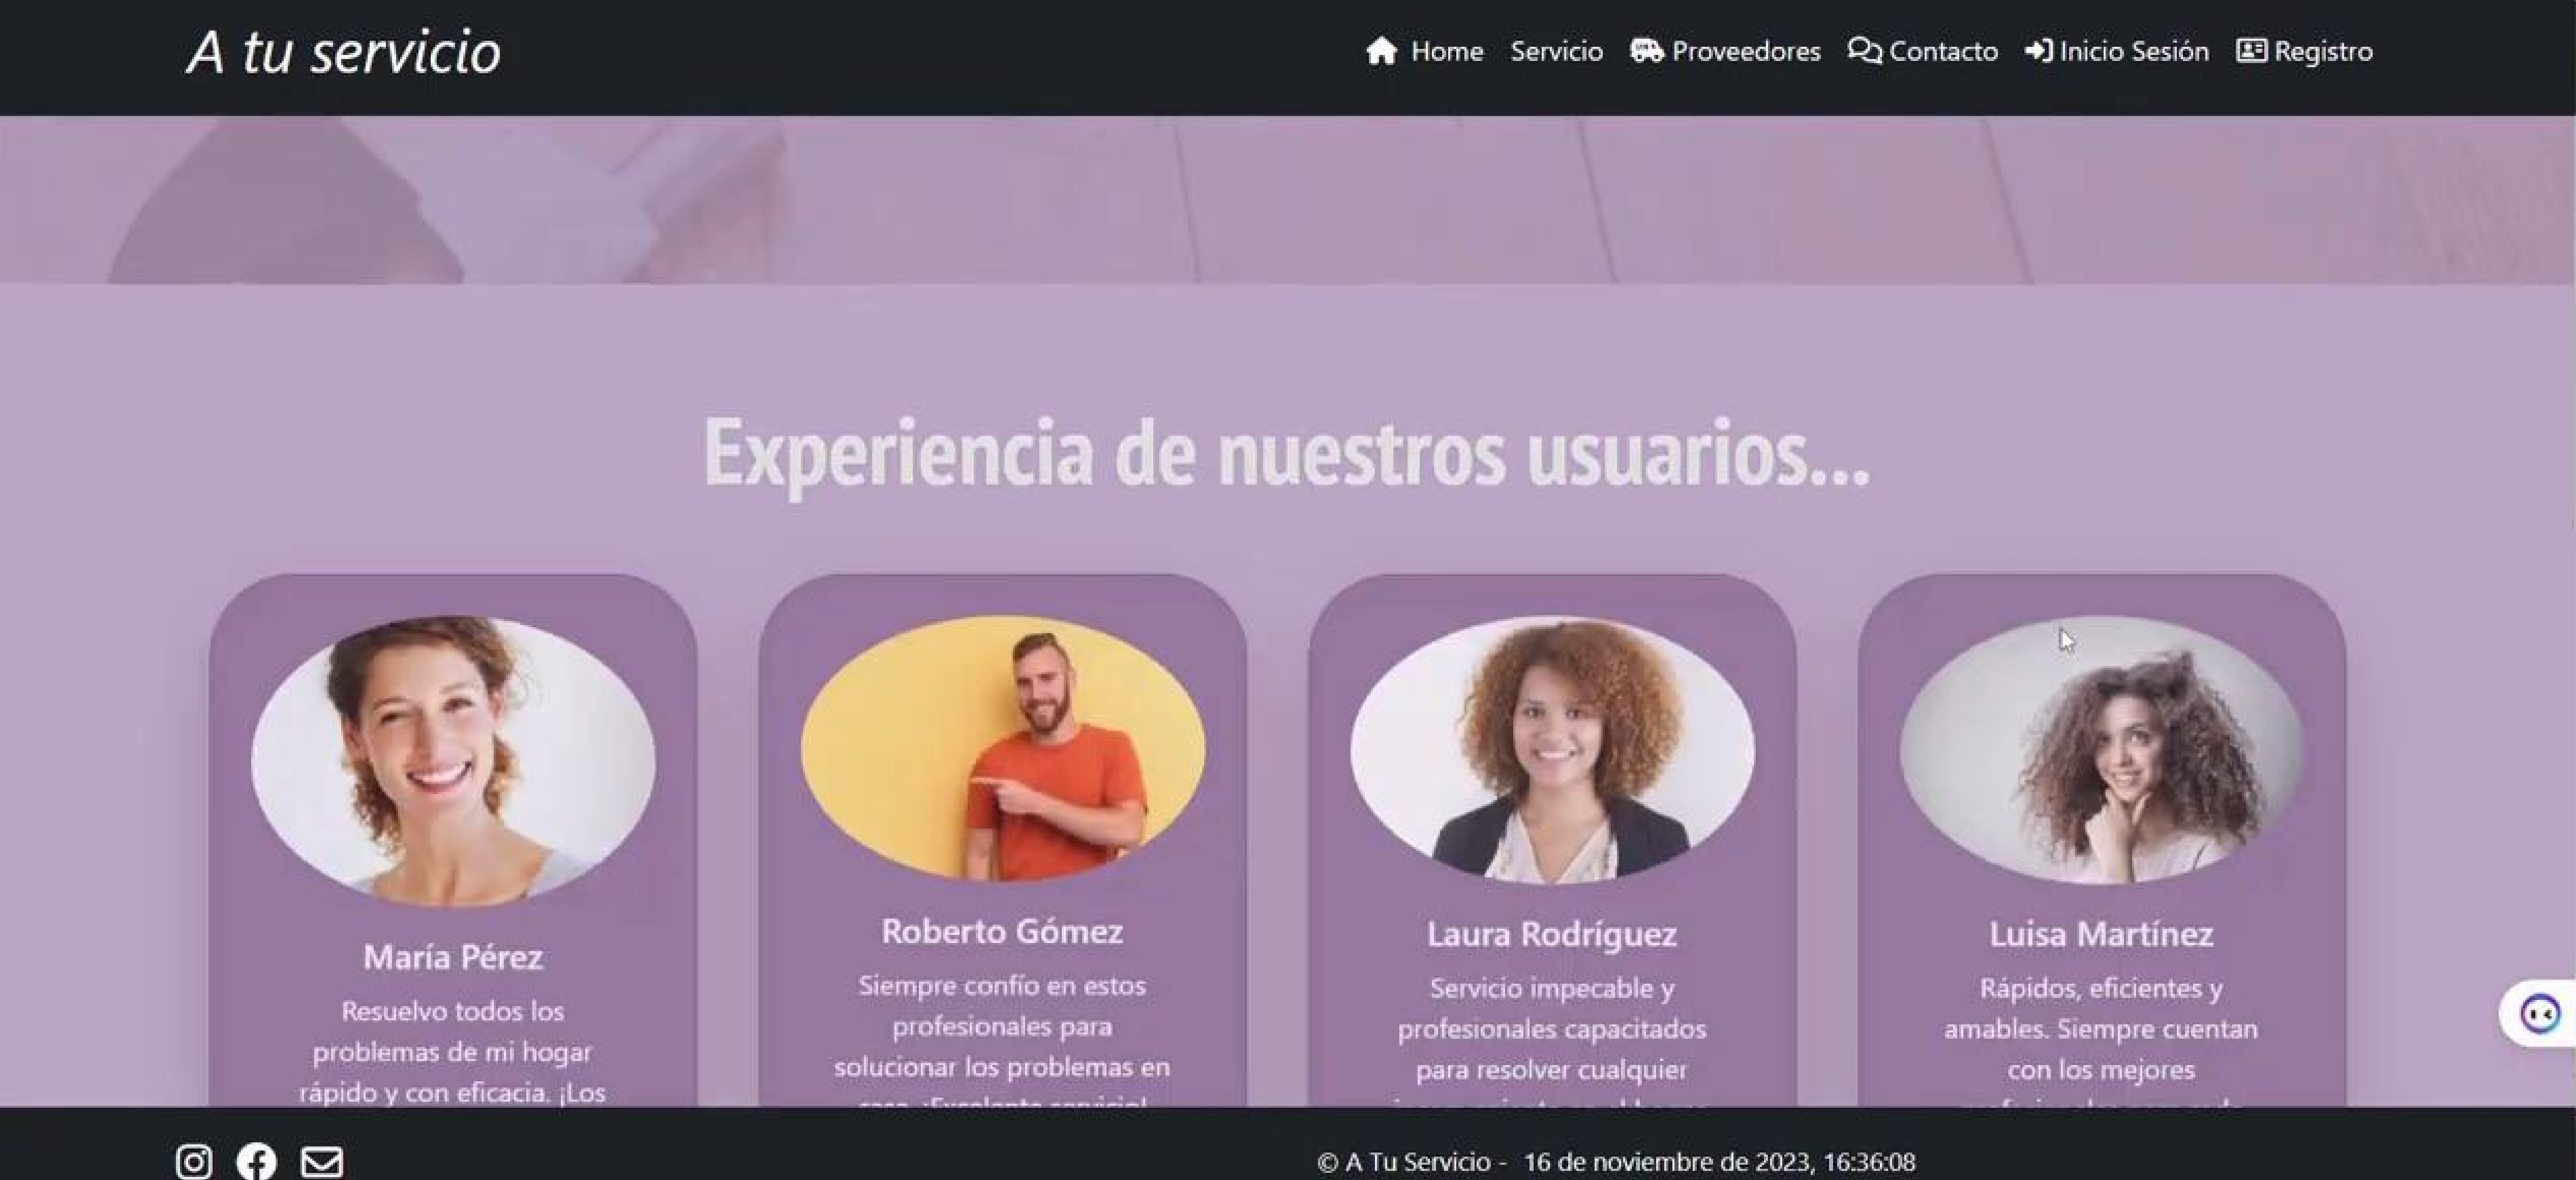 A tu servicio
Home Servicio Proveedores Contacto Inicio Sesión Registro
Experiencia de nuestros usuarios...
María Pérez
Resuelvo todos los
problemas de mi hogar
rápido y con eficacia. ¡Los
Roberto Gómez
Siempre confío en estos
profesionales para
solucionar los problemas en
casa. ¡Excelente servicio!
Laura Rodríguez
Servicio impecable y
profesionales capacitados
para resolver cualquier
Luisa Martínez
Rápidos, eficientes y
amables. Siempre cuentan
con los mejores
© A Tu Servicio - 16 de noviembre de 2023, 16:36:08